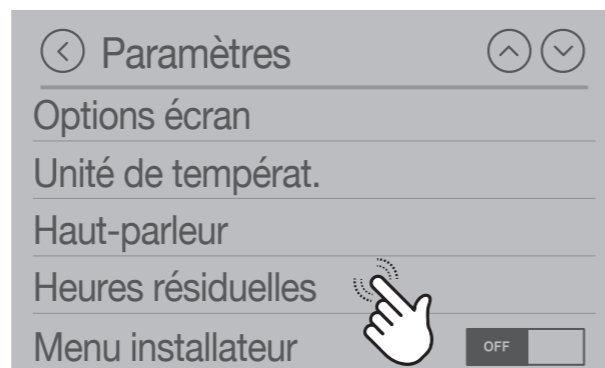 Paramètres
Options écran
Unité de températ.
Haut-parleur
Heures résiduelles
Menu installateur OFF